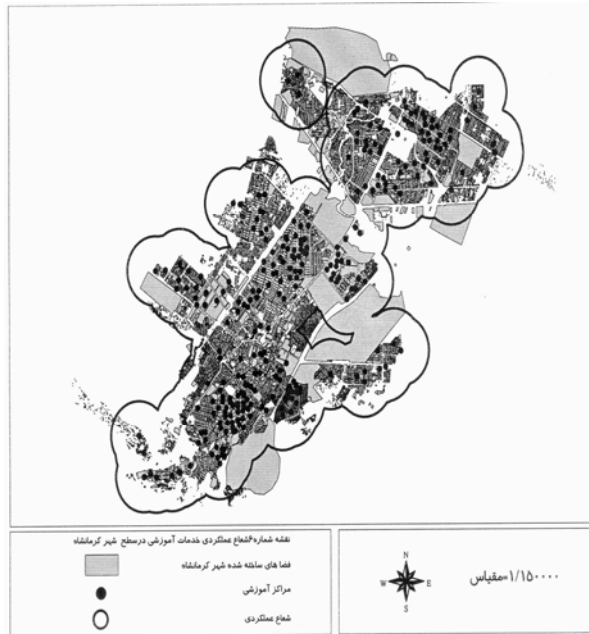 نقشه شماره۶شعاع عملکردی خدمات آموزشی درسطح شهر کرمانشاه
فضا های ساخته شده شهر کرمانشاه
مراکز آموزشی
شعاع عملکردی
N
W E
S
۱/۱۵۰۰۰۰=مقیاس